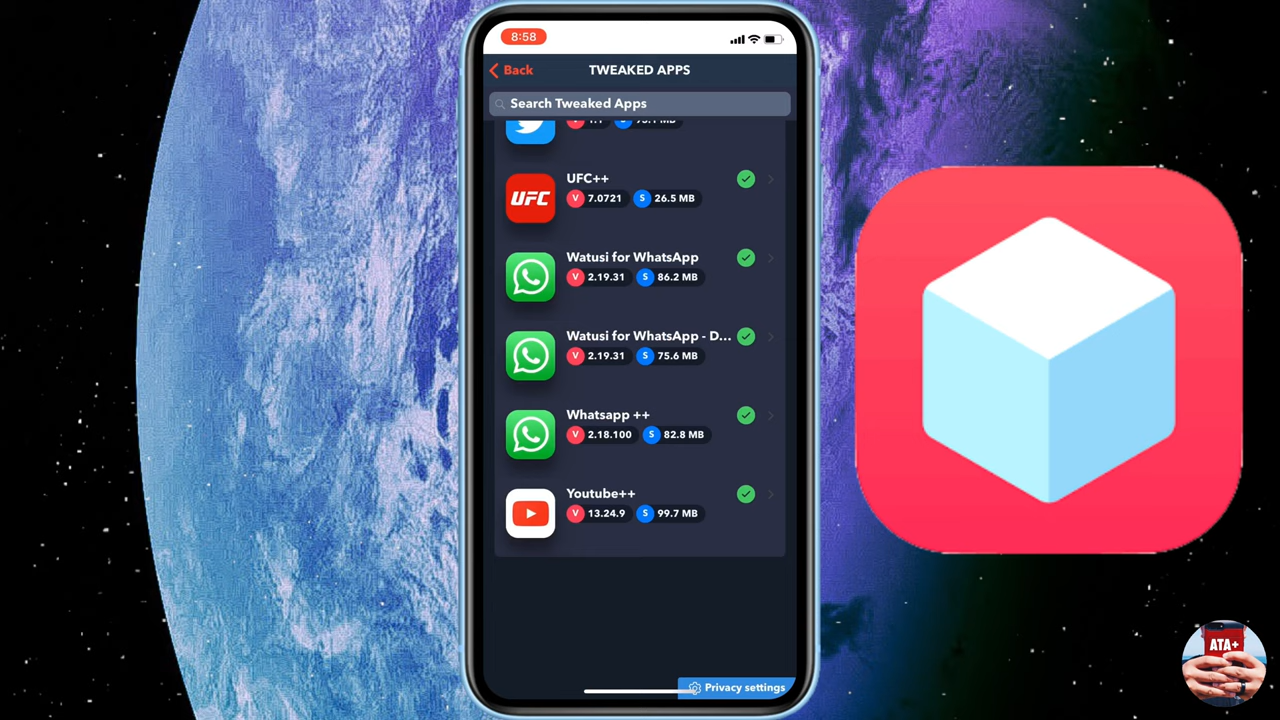 8:58
Back
TWEAKED APPS
Search Tweaked Apps
UFC++
UFC
V 7.0721 S 26.5 MB
Watusi for WhatsApp
V 2.19.31 S 86.2 MB
Watusi for WhatsApp - D...
V 2.19.31 S 75.6 MB
Whatsapp ++
V 2.18.100 S 82.8 MB
Youtube++
V 13.24.9 S 99.7 MB
Privacy settings
ATA+